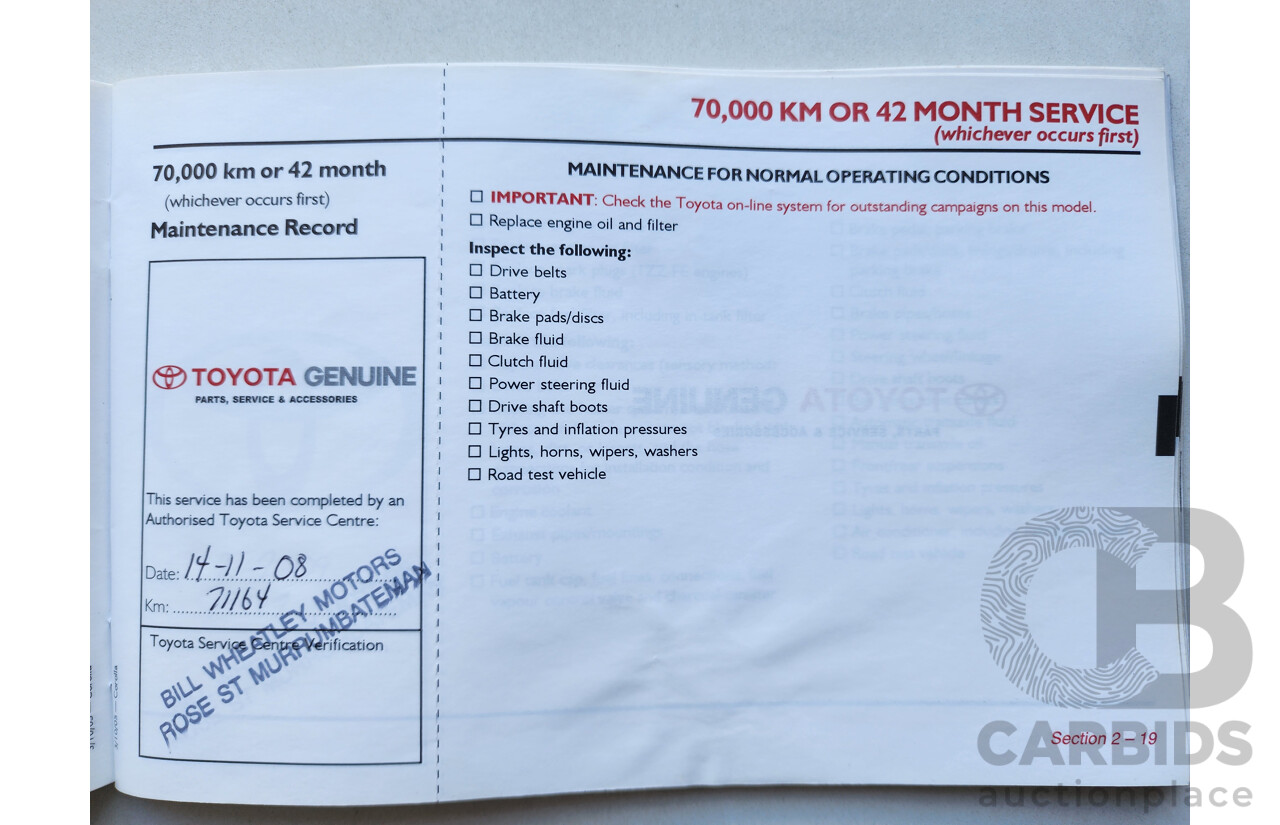 70,000 km or 42 month
(whichever occurs first)
Maintenance Record
TOYOTA GENUINE
PARTS, SERVICE & ACCESSORIES
This service has been completed by an
Authorised Toyota Service Centre:
Date: 14-11-08
Km: 71164
Toyota Service Centre Verification
BILL WHEATLEY MOTORS
ROSE ST MURRUMBATEMAN
70,000 KM OR 42 MONTH SERVICE
(whichever occurs first)
MAINTENANCE FOR NORMAL OPERATING CONDITIONS
IMPORTANT: Check the Toyota on-line system for outstanding campaigns on this model.
Replace engine oil and filter
Inspect the following:
Drive belts
Battery
Brake pads/discs
Brake fluid
Clutch fluid
Power steering fluid
Drive shaft boots
Tyres and inflation pressures
Lights, horns, wipers, washers
Road test vehicle
Section 2 – 19
CB
CARBIDS
auctionplace